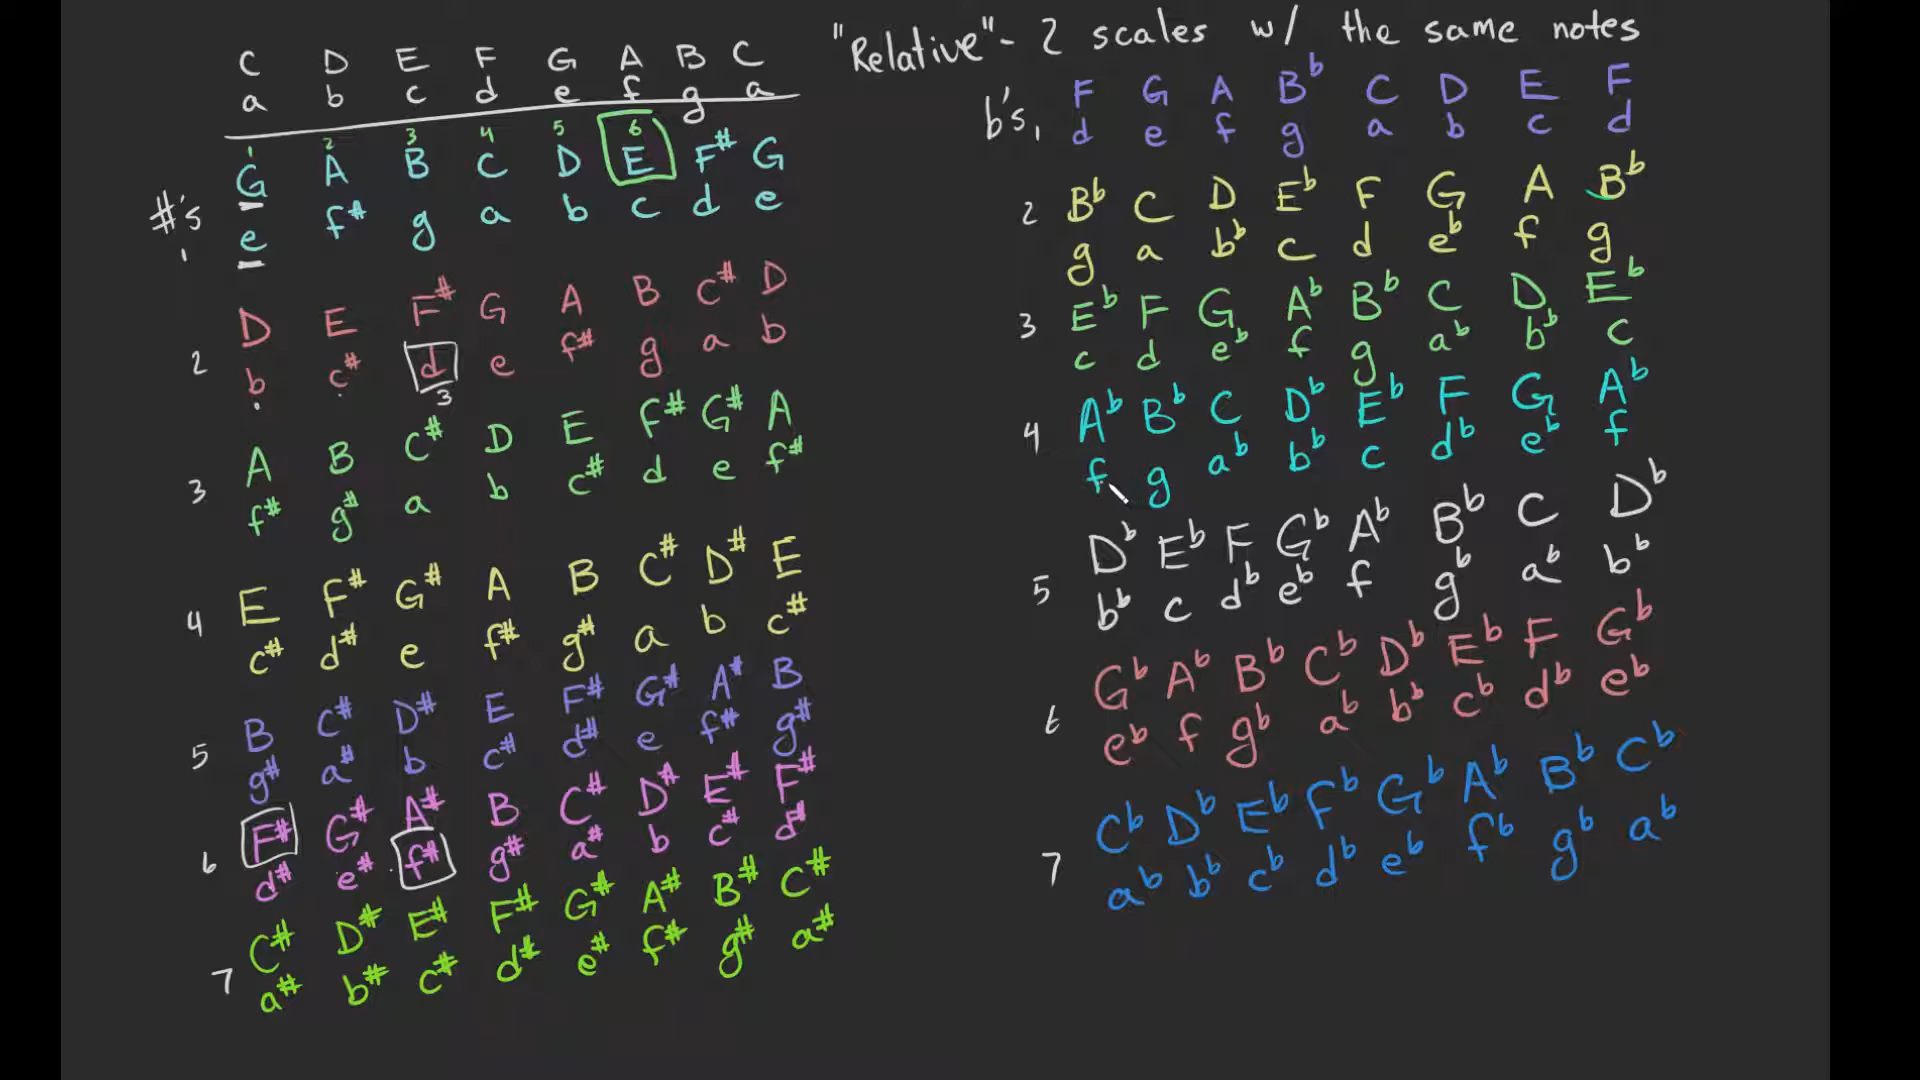 "Relative" - 2 scales w/ the same notes
C D E F G A B C
a b c d e f g a
#'s
1 2 3 4 5 6
G A B C D E F# G
1
e f# g a b c d e
D E F# G A B C# D
2
b c# d e f# g a b
3
A B C# D E F# G# A
3
f# g# a b c# d e f#
E F# G# A B C# D# E
4
c# d# e f# g# a b c#
B C# D# E F# G# A# B
5
g# a# b c# d# e f# g#
F# G# A# B C# D# E# F#
6
d# e# f# g# a# b c# d#
C# D# E# F# G# A# B# C#
7
a# b# c# d# e# f# g# a#
b's
1
F G A Bb C D E F
d e f g a b c d
2
Bb C D Eb F G A Bb
g a bb c d eb f g
3
Eb F G Ab Bb C D Eb
c d eb f g ab bb c
4
Ab Bb C Db Eb F G Ab
f g ab bb c db eb f
5
Db Eb F Gb Ab Bb C Db
bb c db eb f gb ab bb
6
Gb Ab Bb Cb Db Eb F Gb
eb f gb ab bb cb db eb
7
Cb Db Eb Fb Gb Ab Bb Cb
ab bb cb db eb fb gb ab